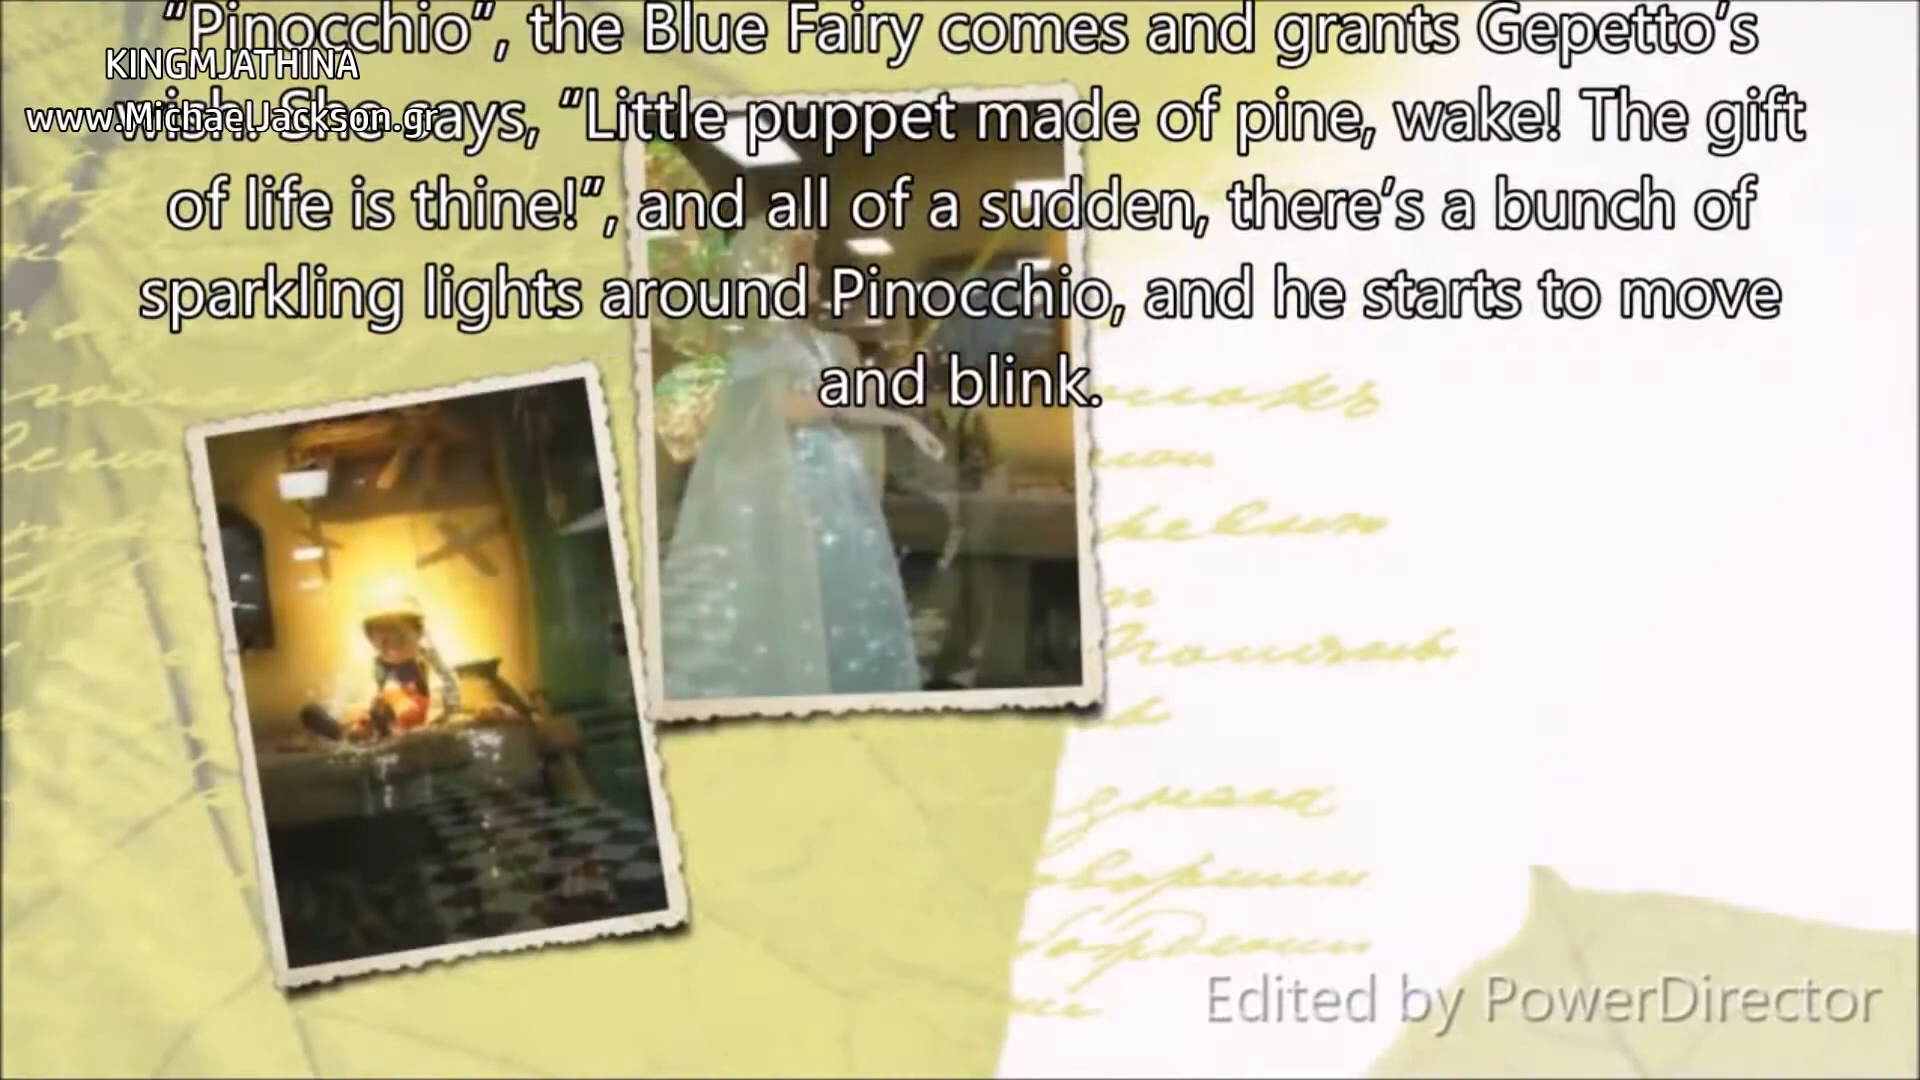 “Pinocchio”, the Blue Fairy comes and grants Gepetto’s
KINGMJATHINA
www.MichaelJackson.gr
wish. She says, “Little puppet made of pine, wake! The gift
of life is thine!”, and all of a sudden, there’s a bunch of
sparkling lights around Pinocchio, and he starts to move
and blink.
Edited by PowerDirector